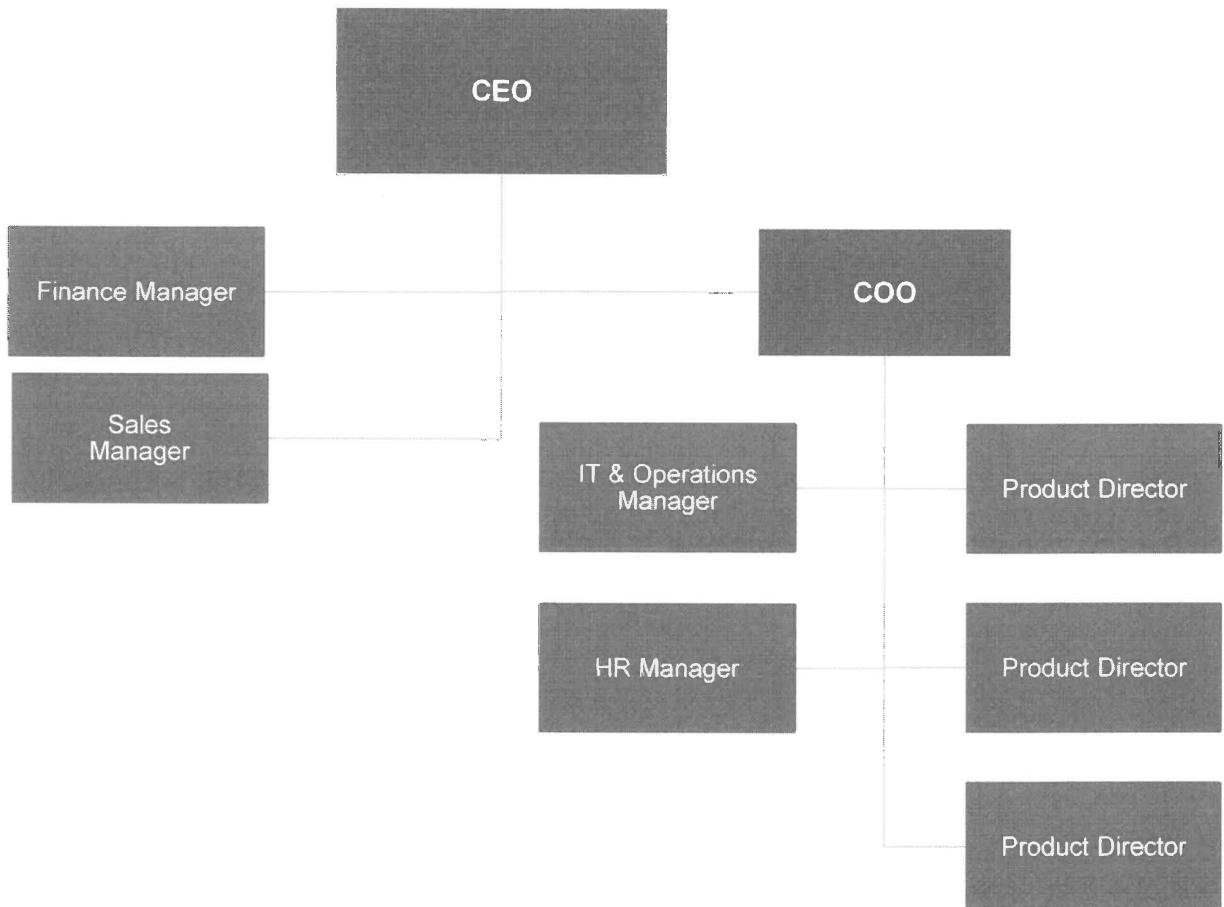 CEO
Finance Manager
COO
Sales
Manager
IT & Operations
Manager
Product Director
HR Manager
Product Director
Product Director